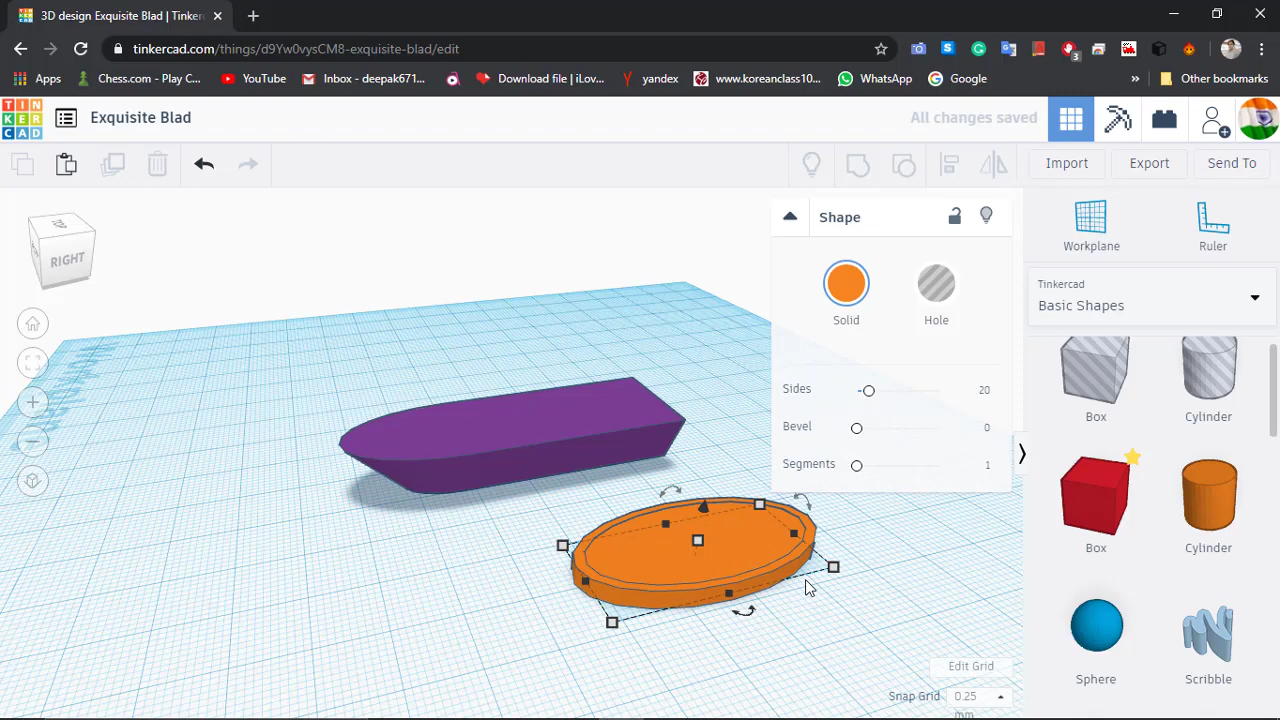 3D design Exquisite Blad | Tinkerc
tinkercad.com/things/d9Yw0vysCM8-exquisite-blad/edit
3
Apps
Chess.com - Play C...
YouTube
Inbox - deepak671...
Download file | iLov...
yandex
www.koreanclass10...
WhatsApp
Google
»
Other bookmarks
TIN
KER
CAD
Exquisite Blad
All changes saved
Import
Export
Send To
Shape
Solid
Hole
Sides
20
Bevel
0
Segments
1
RIGHT
Workplane
Ruler
Tinkercad
Basic Shapes
Box
Cylinder
Box
Cylinder
Sphere
Scribble
Edit Grid
Snap Grid
0.25
mm